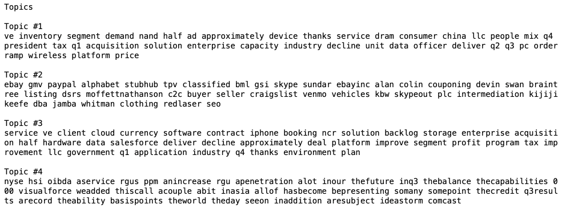 Topics
Topic #1
ve inventory segment demand nand half ad approximately device thanks service dram consumer china llc people mix q4
president tax q1 acquisition solution enterprise capacity industry decline unit data officer deliver q2 q3 pc order
ramp wireless platform price
Topic #2
ebay gmv paypal alphabet stubhub tpv classified bml gsi skype sundar ebayinc alan colin couponing devin swan braint
ree listing dsrs moffettnathanson c2c buyer seller craigslist venmo vehicles kbw skypeout plc intermediation kijiji
keefe dba jamba whitman clothing redlaser seo
Topic #3
service ve client cloud currency software contract iphone booking ncr solution backlog storage enterprise acquisiti
on half hardware data salesforce deliver decline approximately deal platform improve segment profit program tax imp
rovement llc government q1 application industry q4 thanks environment plan
Topic #4
nyse hsi oibda aservice rgus ppm anincrease rgu apenetration alot inour thefuture inq3 thebalance thecapabilities 0
00 visualforce weadded thiscall acouple abit inasia allof hasbecome bepresenting somany somepoint thecredit q3resul
ts arecord theability basispoints theworld theday seeon inaddition aresubject ideastorm comcast